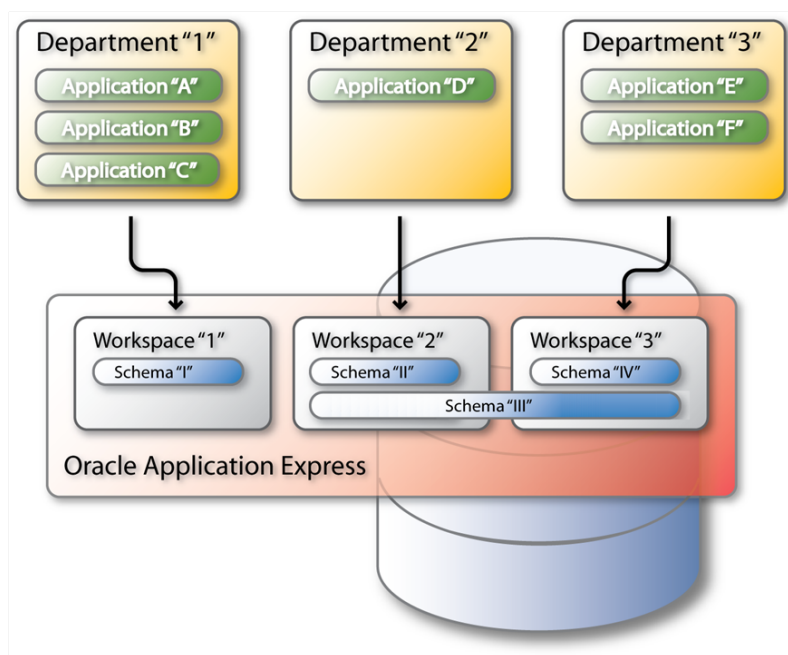 Department “1”
Application “A”
Application “B”
Application “C”
Department “2”
Application “D”
Department “3”
Application “E”
Application “F”
Workspace “1”
Schema “I”
Workspace “2”
Schema “II”
Workspace “3”
Schema “IV”
Schema “III”
Oracle Application Express